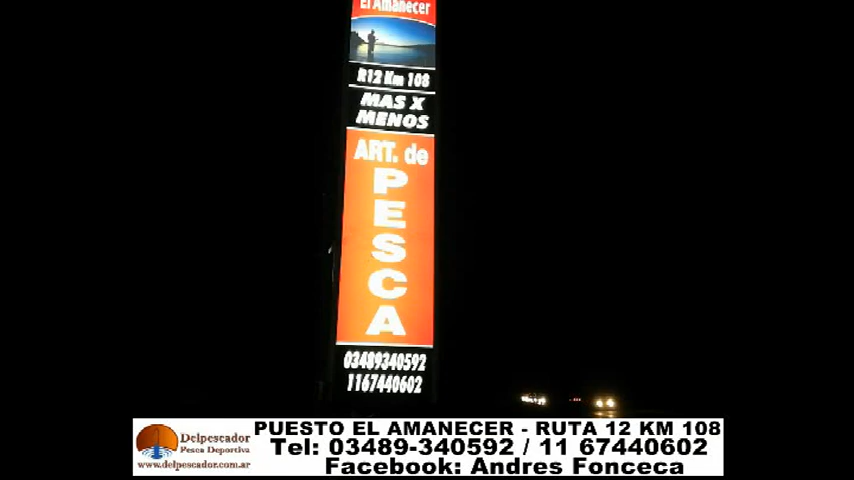 El Amanecer
R12 Km 108
MAS X
MENOS
ART. de
PESCA
03489340592
1167440602
Delpescador
Pesca Deportiva
www.delpescador.com.ar
PUESTO EL AMANECER - RUTA 12 KM 108
Tel: 03489-340592 / 11 67440602
Facebook: Andres Fonceca